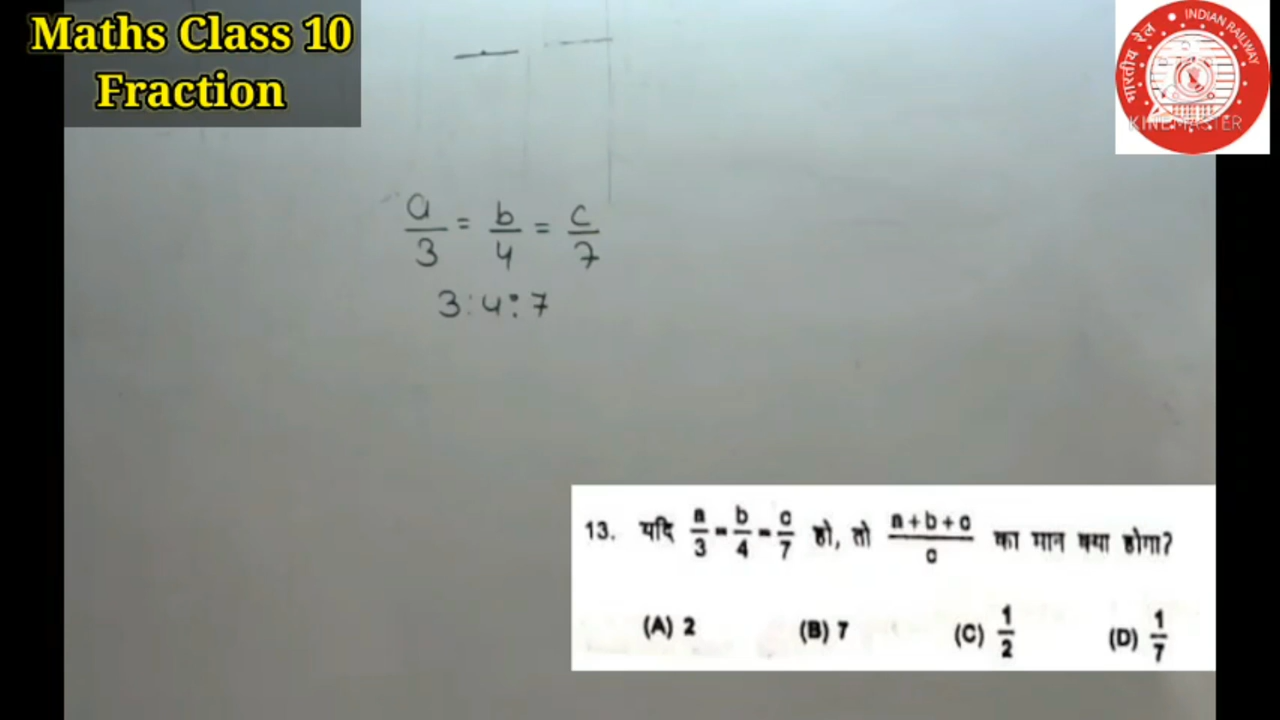 Maths Class 10
Fraction
भारतीय रेल INDIAN RAILWAY
KINEMASTER
a/3 = b/4 = c/7
3:4:7
13. यदि a/3 = b/4 = c/7 हो, तो (a+b+c)/c का मान क्या होगा?
(A) 2 (B) 7 (C) 1/2 (D) 1/7